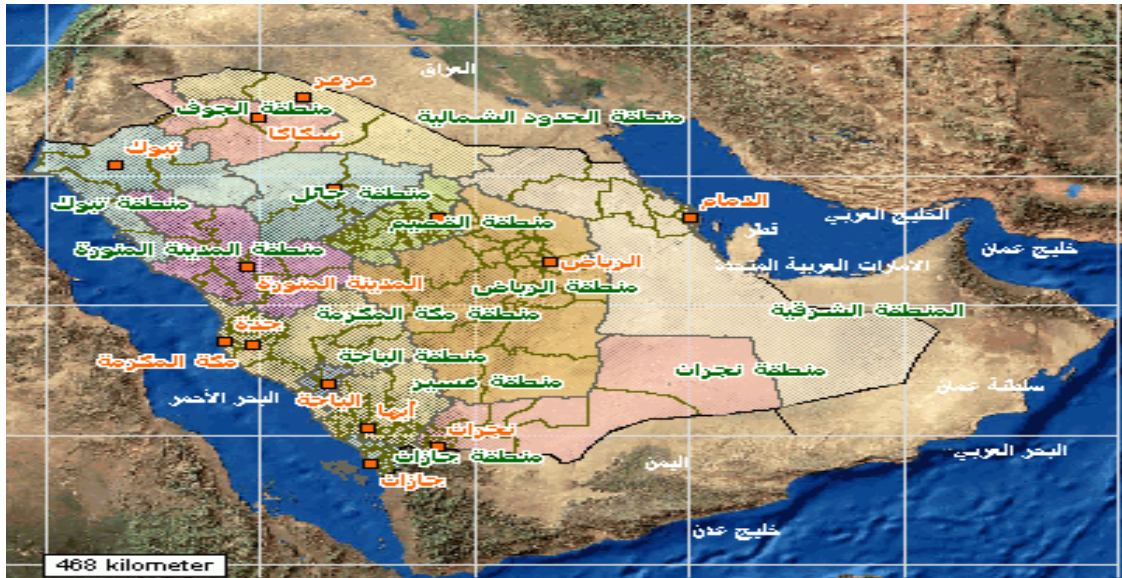 عرعر
العراق
منطقة الجوف
منطقة الحدود الشمالية
سكاكا
تبوك
منطقة حائل
منطقة تبوك
الدمام
الخليج العربي
منطقة القصيم
قطر
خليج عمان
منطقة المدينة المنورة
الرياض
الامارات العربية المتحدة
المدينة المنورة
منطقة الرياض
المنطقة الشرقية
منطقة مكة المكرمة
جدة
مكة المكرمة
منطقة الباحة
منطقة نجران
منطقة عسير
سلطنة عمان
البحر الأحمر
الباحة
أبها
نجران
البحر العربي
منطقة جازان
اليمن
جازان
خليج عدن
468 kilometer